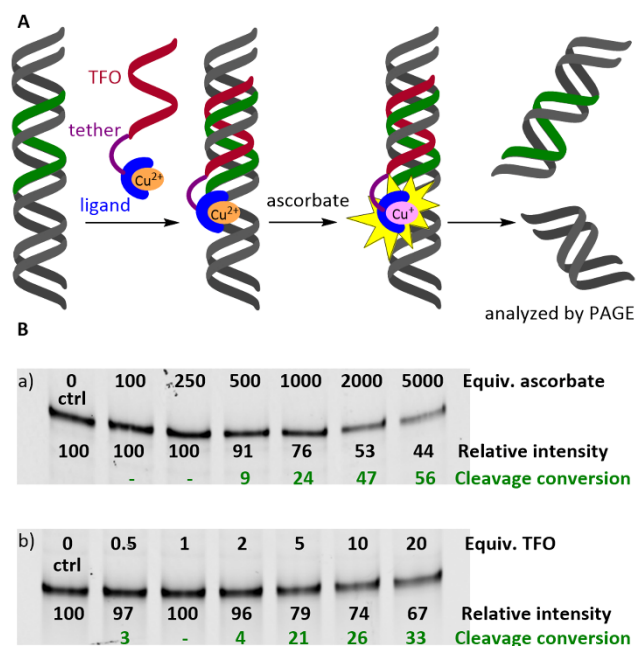 A
TFO
tether
Cu2+
ligand
Cu2+
ascorbate
Cu+
analyzed by PAGE
B
a) 0 100 250 500 1000 2000 5000 Equiv. ascorbate
ctrl
100 100 100 91 76 53 44 Relative intensity
- - 9 24 47 56 Cleavage conversion
b) 0 0.5 1 2 5 10 20 Equiv. TFO
ctrl
100 97 100 96 79 74 67 Relative intensity
3 - 4 21 26 33 Cleavage conversion